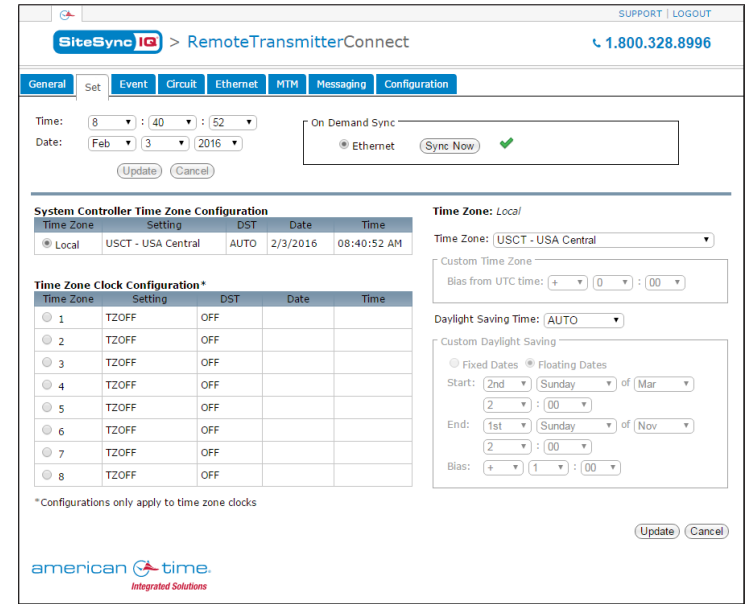 SUPPORT | LOGOUT
SiteSync IQ > RemoteTransmitterConnect
1.800.328.8996
General Set Event Circuit Ethernet MTM Messaging Configuration
Time: 8 : 40 : 52
Date: Feb 3 2016
Update Cancel
On Demand Sync
Ethernet Sync Now
System Controller Time Zone Configuration
Time Zone Setting DST Date Time
Local USCT - USA Central AUTO 2/3/2016 08:40:52 AM
Time Zone Clock Configuration*
Time Zone Setting DST Date Time
1 TZOFF OFF
2 TZOFF OFF
3 TZOFF OFF
4 TZOFF OFF
5 TZOFF OFF
6 TZOFF OFF
7 TZOFF OFF
8 TZOFF OFF
*Configurations only apply to time zone clocks
Time Zone: Local
Time Zone: USCT - USA Central
Custom Time Zone
Bias from UTC time: + 0 : 00
Daylight Saving Time: AUTO
Custom Daylight Saving
Fixed Dates Floating Dates
Start: 2nd Sunday of Mar
2 : 00
End: 1st Sunday of Nov
2 : 00
Bias: + 1 : 00
Update Cancel
american time
Integrated Solutions